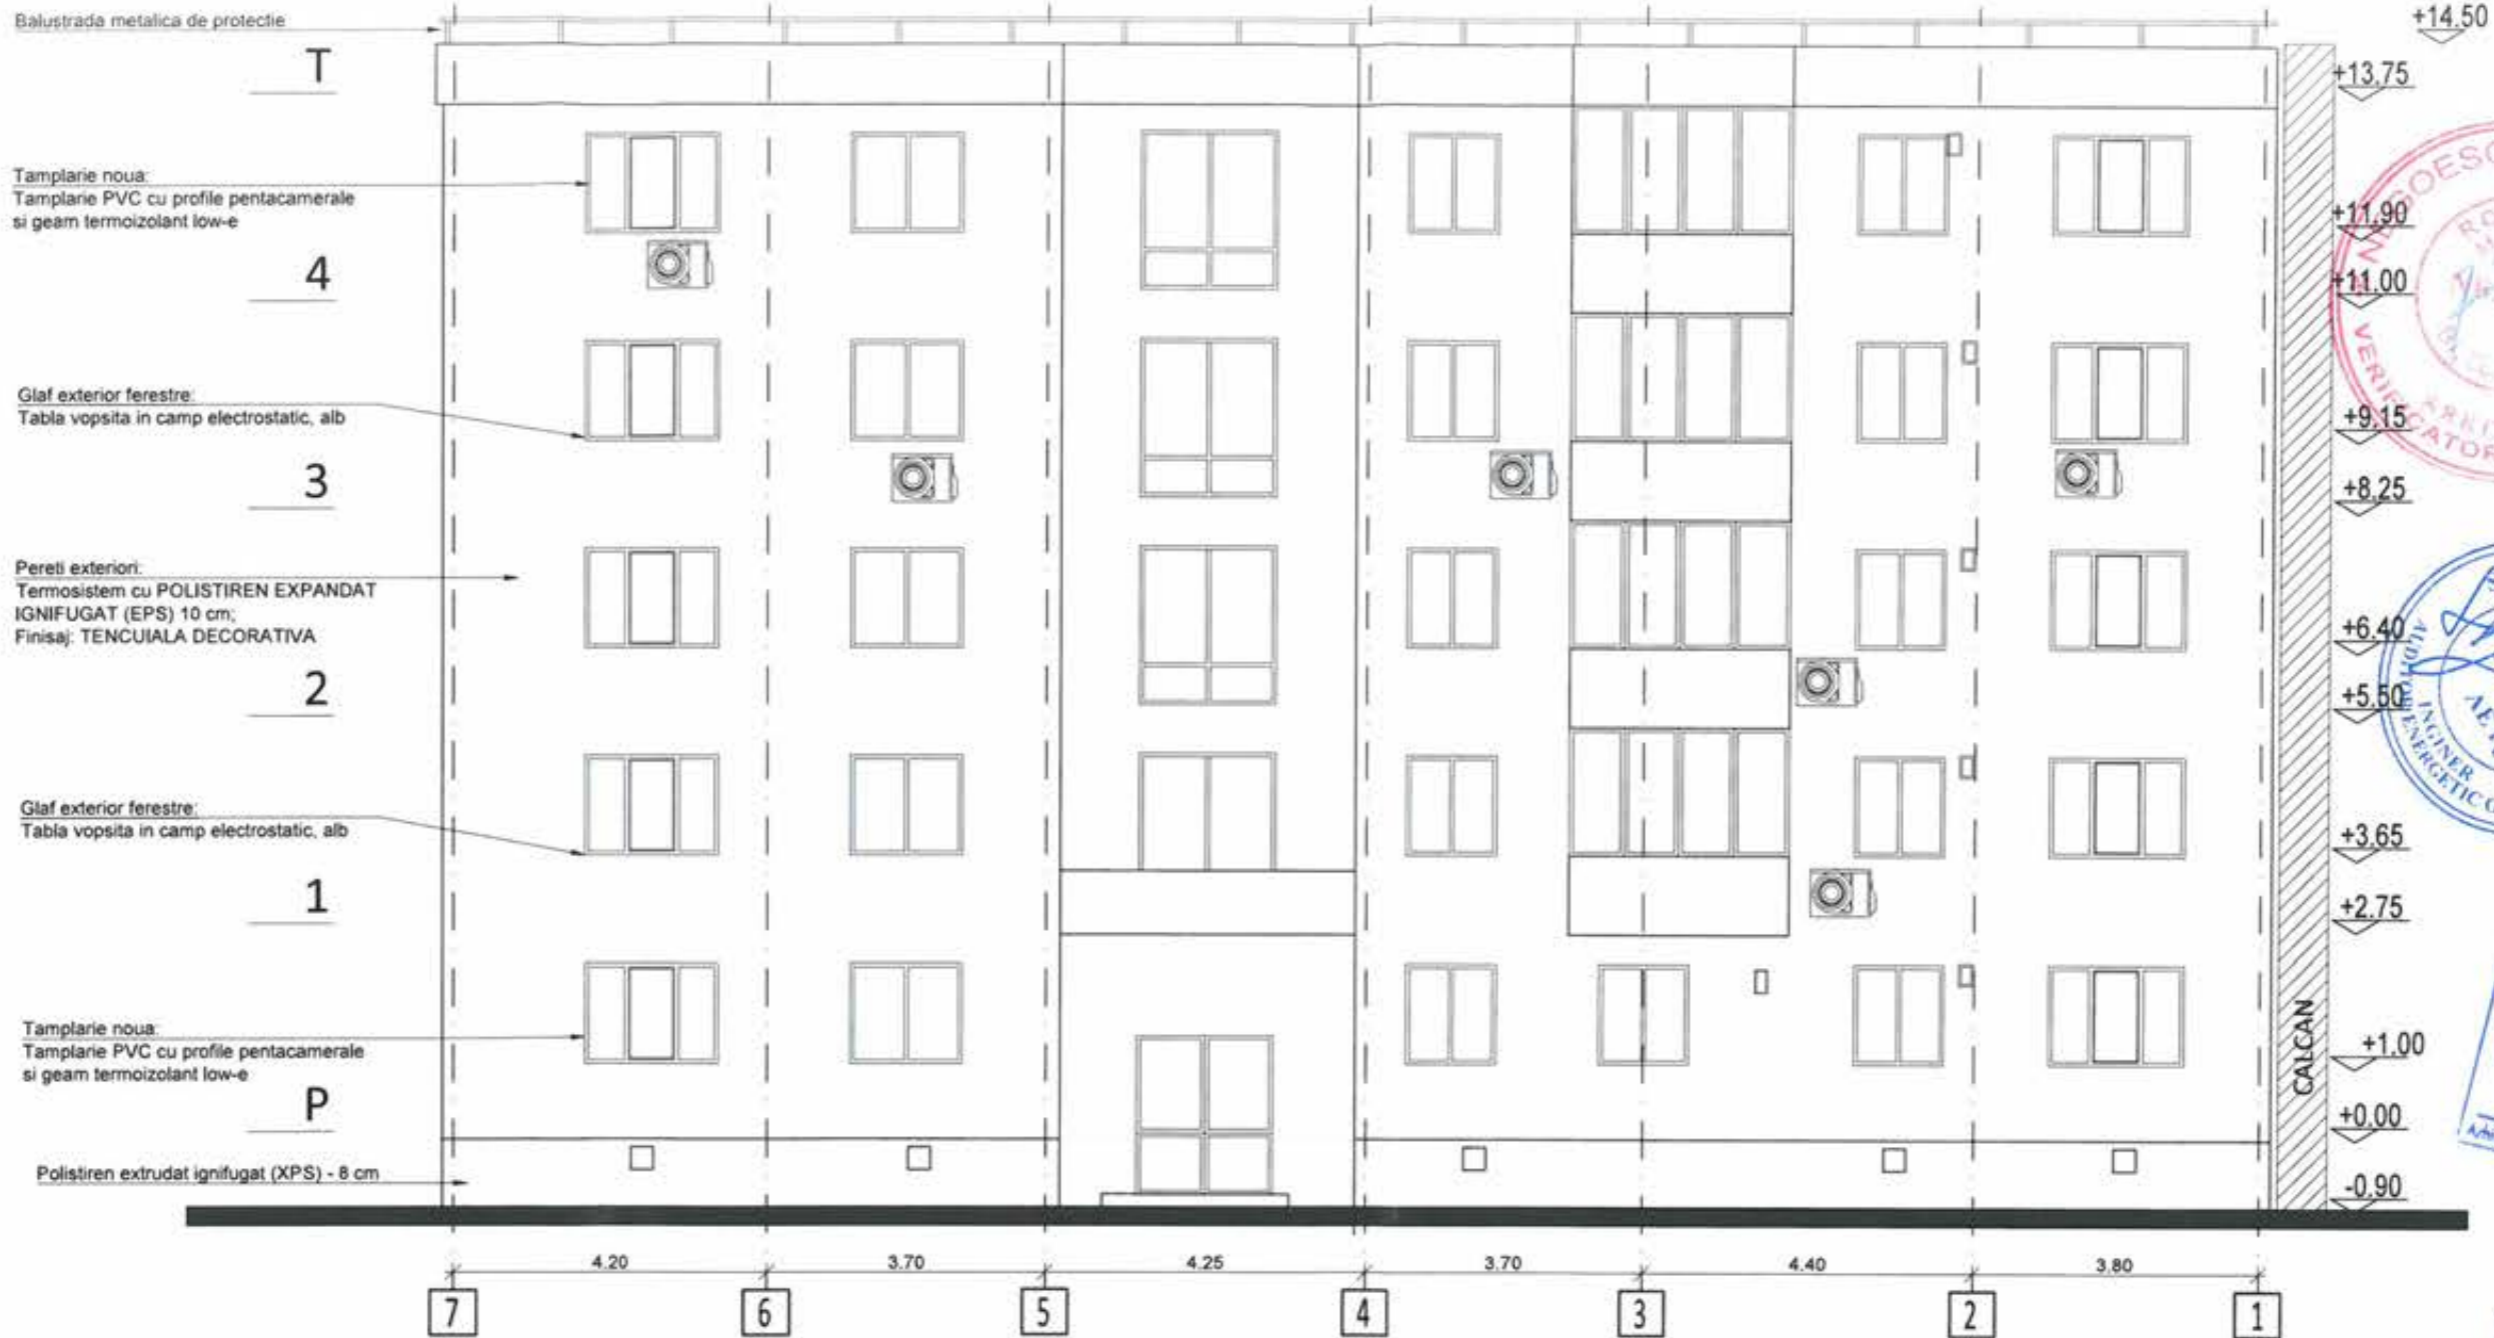 Balustrada metalica de protectie
T
Tamplarie noua:
Tamplarie PVC cu profile pentacamerale
si geam termoizolant low-e
4
Glaf exterior ferestre:
Tabla vopsita in camp electrostatic, alb
3
Pereti exteriori:
Termosistem cu POLISTIREN EXPANDAT
IGNIFUGAT (EPS) 10 cm;
Finisaj: TENCUIALA DECORATIVA
2
Glaf exterior ferestre:
Tabla vopsita in camp electrostatic, alb
1
Tamplarie noua:
Tamplarie PVC cu profile pentacamerale
si geam termoizolant low-e
P
Polistiren extrudat ignifugat (XPS) - 8 cm
+14.50
+13.75
+11.90
+11.00
+9.15
+8.25
+6.40
+5.50
+3.65
+2.75
+1.00
+0.00
-0.90
CALCAN
VERIFICATOR
INGINER
4.20 3.70 4.25 3.70 4.40 3.80
7 6 5 4 3 2 1